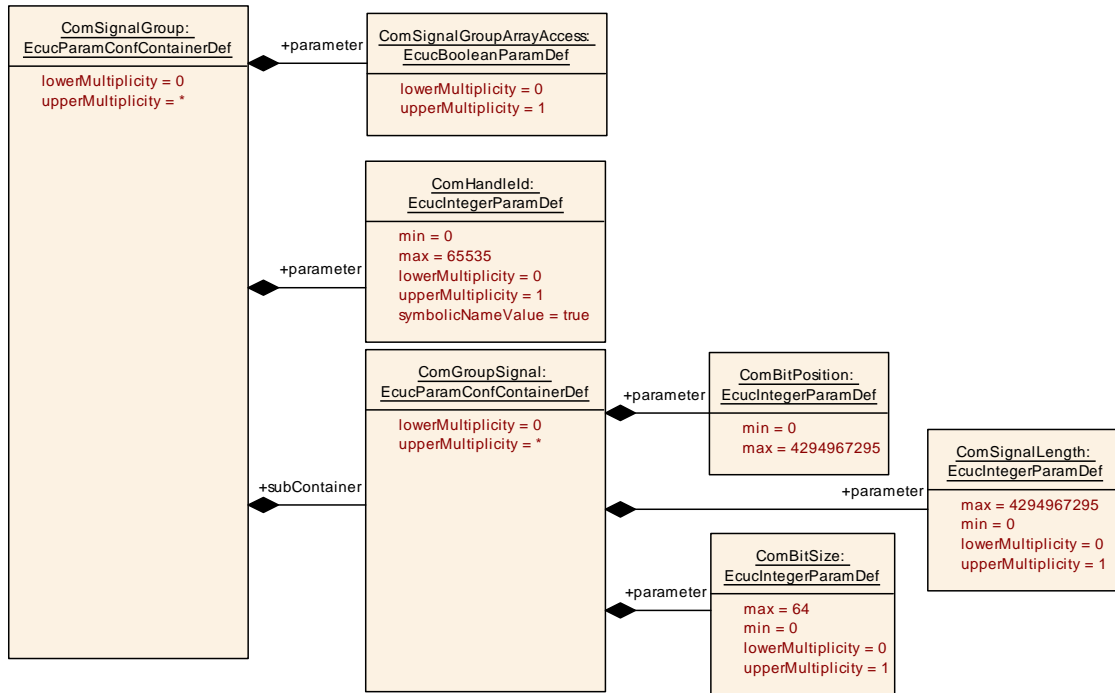 ComSignalGroup:
EcucParamConfContainerDef
lowerMultiplicity = 0
upperMultiplicity = *
+parameter
ComSignalGroupArrayAccess:
EcucBooleanParamDef
lowerMultiplicity = 0
upperMultiplicity = 1
+parameter
ComHandleId:
EcucIntegerParamDef
min = 0
max = 65535
lowerMultiplicity = 0
upperMultiplicity = 1
symbolicNameValue = true
+subContainer
ComGroupSignal:
EcucParamConfContainerDef
lowerMultiplicity = 0
upperMultiplicity = *
+parameter
ComBitPosition:
EcucIntegerParamDef
min = 0
max = 4294967295
+parameter
ComSignalLength:
EcucIntegerParamDef
max = 4294967295
min = 0
lowerMultiplicity = 0
upperMultiplicity = 1
+parameter
ComBitSize:
EcucIntegerParamDef
max = 64
min = 0
lowerMultiplicity = 0
upperMultiplicity = 1